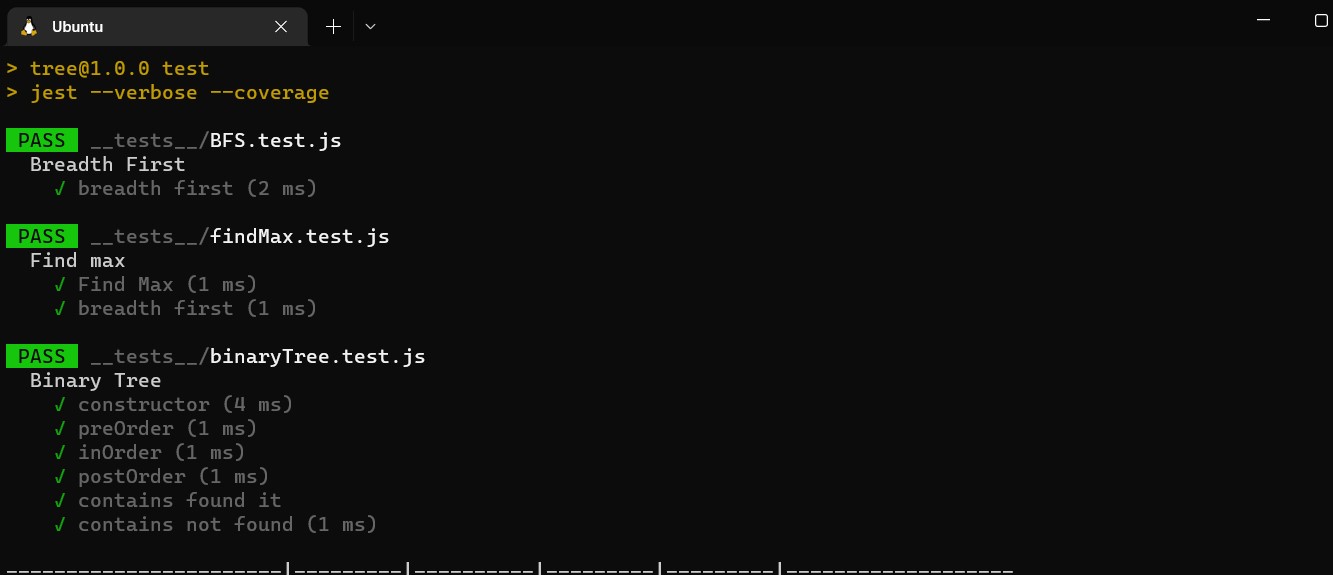 Ubuntu
> tree@1.0.0 test
> jest --verbose --coverage
PASS __tests__/BFS.test.js
Breadth First
✓ breadth first (2 ms)
PASS __tests__/findMax.test.js
Find max
✓ Find Max (1 ms)
✓ breadth first (1 ms)
PASS __tests__/binaryTree.test.js
Binary Tree
✓ constructor (4 ms)
✓ preOrder (1 ms)
✓ inOrder (1 ms)
✓ postOrder (1 ms)
✓ contains found it
✓ contains not found (1 ms)
-----------------------|---------|----------|---------|---------|-------------------